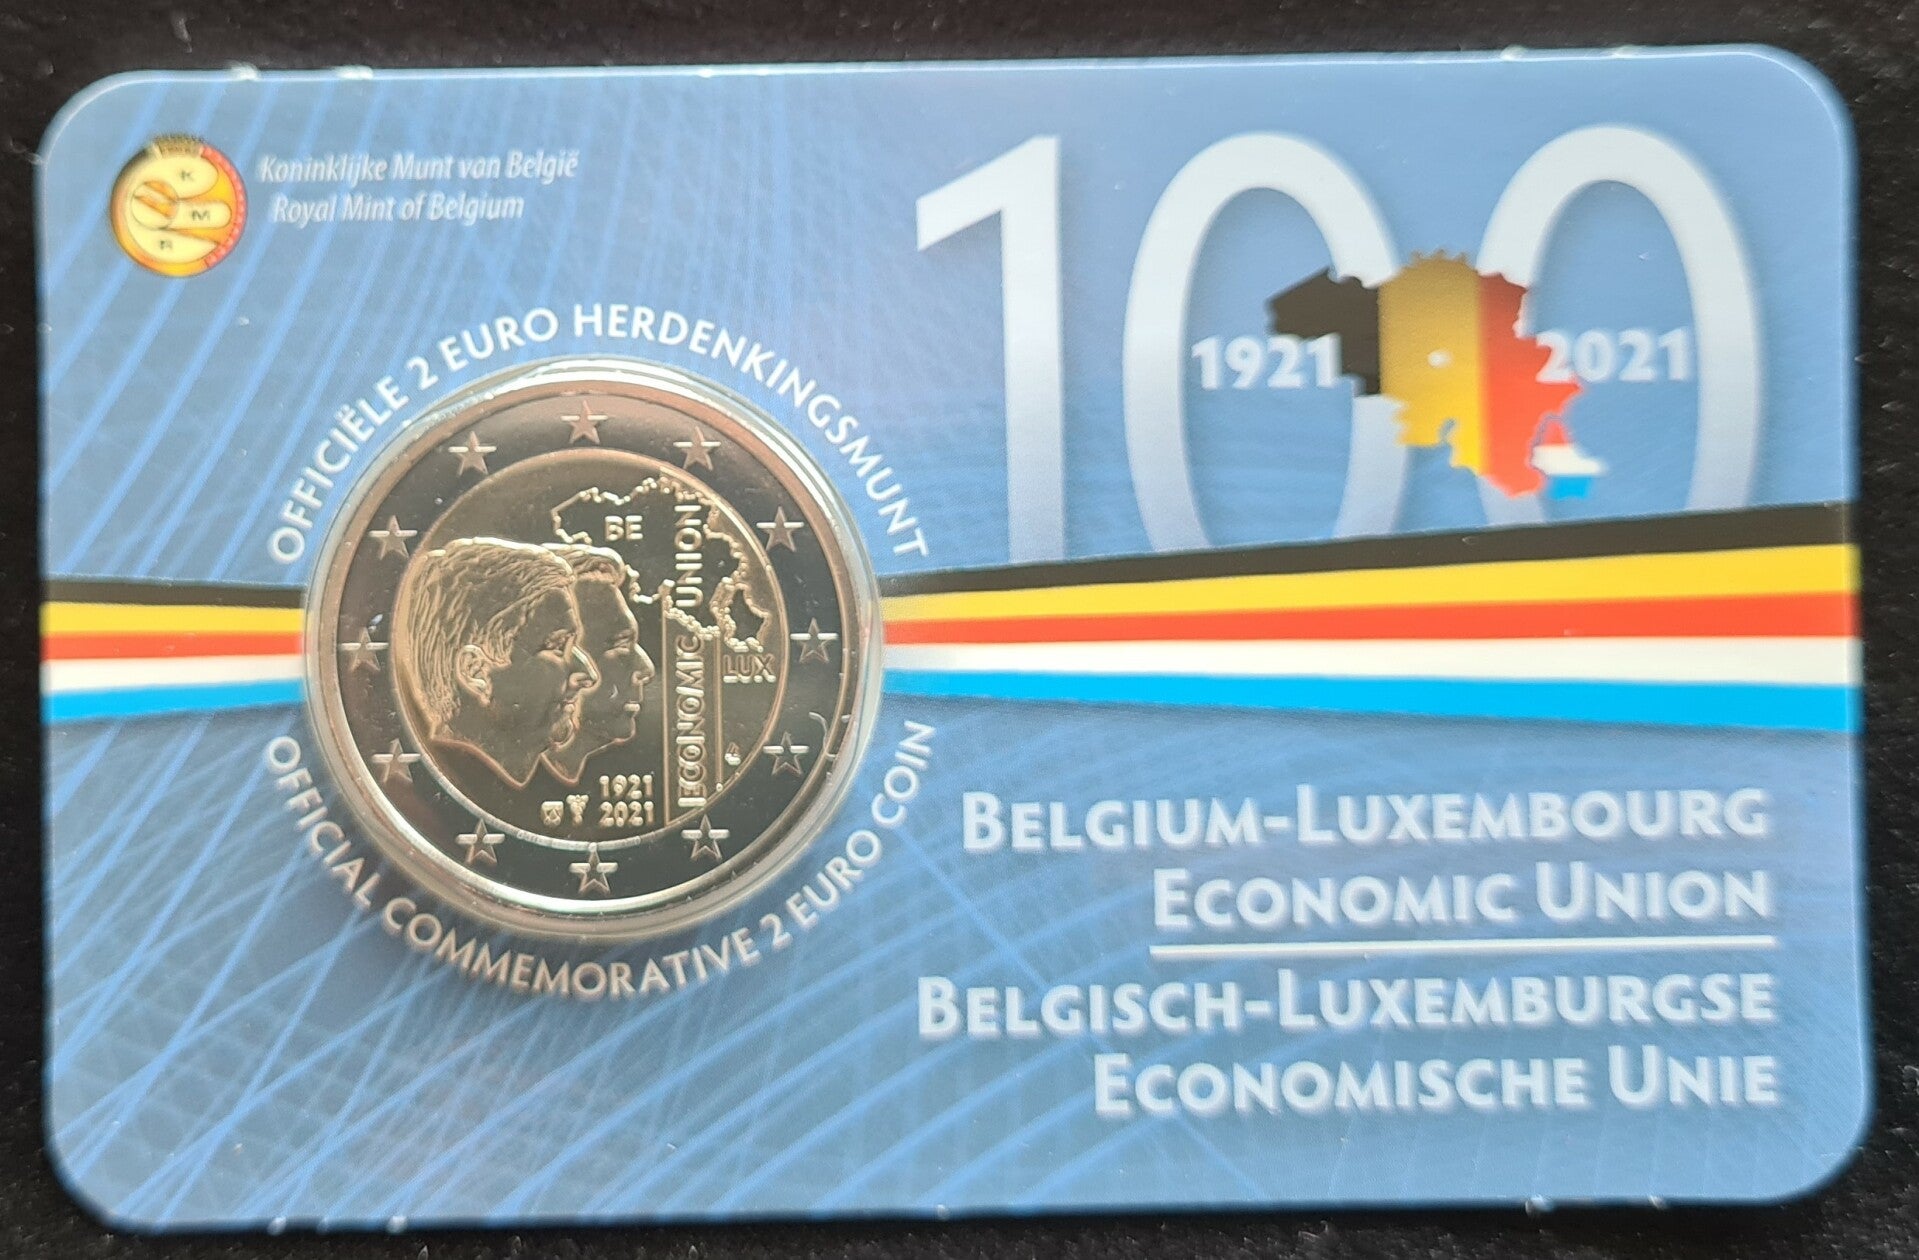 K
M
R
Koninklijke Munt van België
Royal Mint of Belgium
100
1921 2021
OFFICIËLE 2 EURO HERDENKINGSMUNT
BE
LUX
ECONOMIC UNION
1921
2021
OFFICIAL COMMEMORATIVE 2 EURO COIN
BELGIUM-LUXEMBOURG
ECONOMIC UNION
BELGISCH-LUXEMBURGSE
ECONOMISCHE UNIE